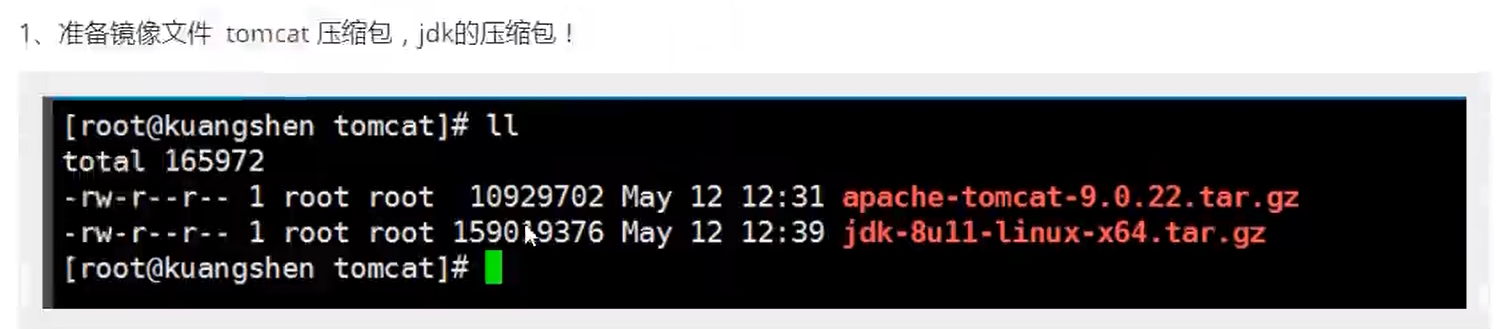 1、准备镜像文件 tomcat 压缩包，jdk的压缩包！
[root@kuangshen tomcat]# ll
total 165972
-rw-r--r-- 1 root root  10929702 May 12 12:31 apache-tomcat-9.0.22.tar.gz
-rw-r--r-- 1 root root 159019376 May 12 12:39 jdk-8u11-linux-x64.tar.gz
[root@kuangshen tomcat]#